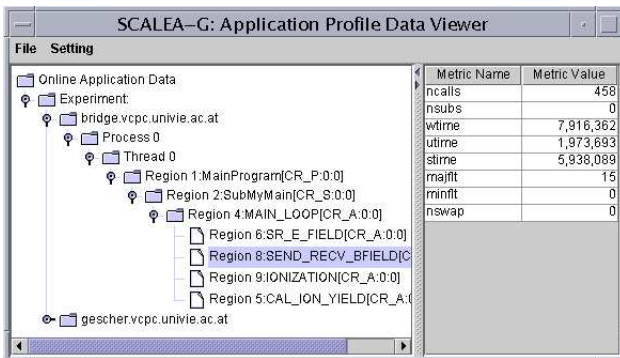 SCALEA-G: Application Profile Data Viewer
File Setting
Online Application Data
Experiment:
bridge.vcpc.univie.ac.at
Process 0
Thread 0
Region 1:MainProgram[CR_P:0:0]
Region 2:SubMyMain[CR_S:0:0]
Region 4:MAIN_LOOP[CR_A:0:0]
Region 6:SR_E_FIELD[CR_A:0:0]
Region 8:SEND_RECV_BFIELD[C
Region 9:IONIZATION[CR_A:0:0]
Region 5:CAL_ION_YIELD[CR_A:(
gescher.vcpc.univie.ac.at
Metric Name Metric Value
ncalls 458
nsubs 0
wtime 7,916,362
utime 1,973,693
stime 5,938,089
majflt 15
minflt 0
nswap 0